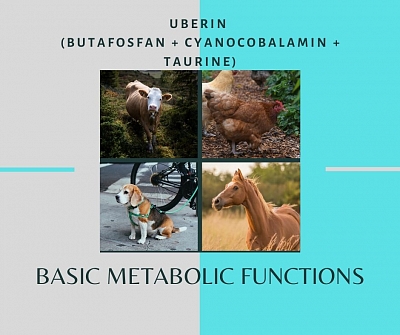 UBERIN
(BUTAFOSFAN + CYANOCOBALAMIN +
TAURINE)
BASIC METABOLIC FUNCTIONS